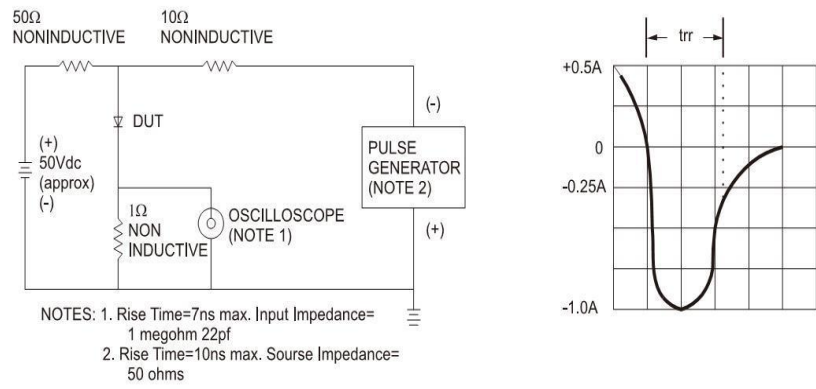 50Ω
NONINDUCTIVE
10Ω
NONINDUCTIVE
DUT
(+)
50Vdc
(approx)
(-)
1Ω
NON
INDUCTIVE
OSCILLOSCOPE
(NOTE 1)
(-)
PULSE
GENERATOR
(NOTE 2)
(+)
NOTES: 1. Rise Time=7ns max. Input Impedance=
1 megohm 22pf
2. Rise Time=10ns max. Sourse Impedance=
50 ohms
trr
+0.5A
0
-0.25A
-1.0A